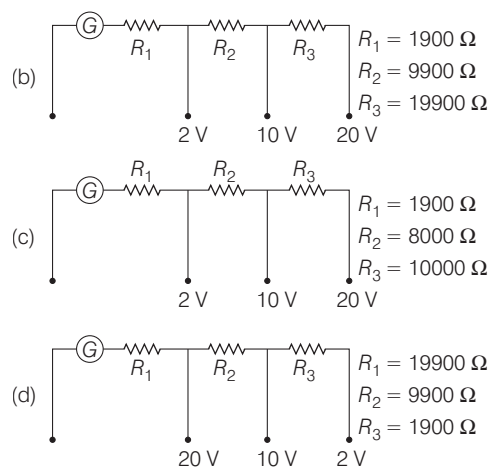 G
R₁ R₂ R₃
R₁ = 1900 Ω
R₂ = 9900 Ω
R₃ = 19900 Ω
(b)
2 V 10 V 20 V
R₁ R₂ R₃
G
R₁ = 1900 Ω
R₂ = 8000 Ω
R₃ = 10000 Ω
(c)
2 V 10 V 20 V
G
R₁ R₂ R₃
R₁ = 19900 Ω
R₂ = 9900 Ω
R₃ = 1900 Ω
(d)
20 V 10 V 2 V